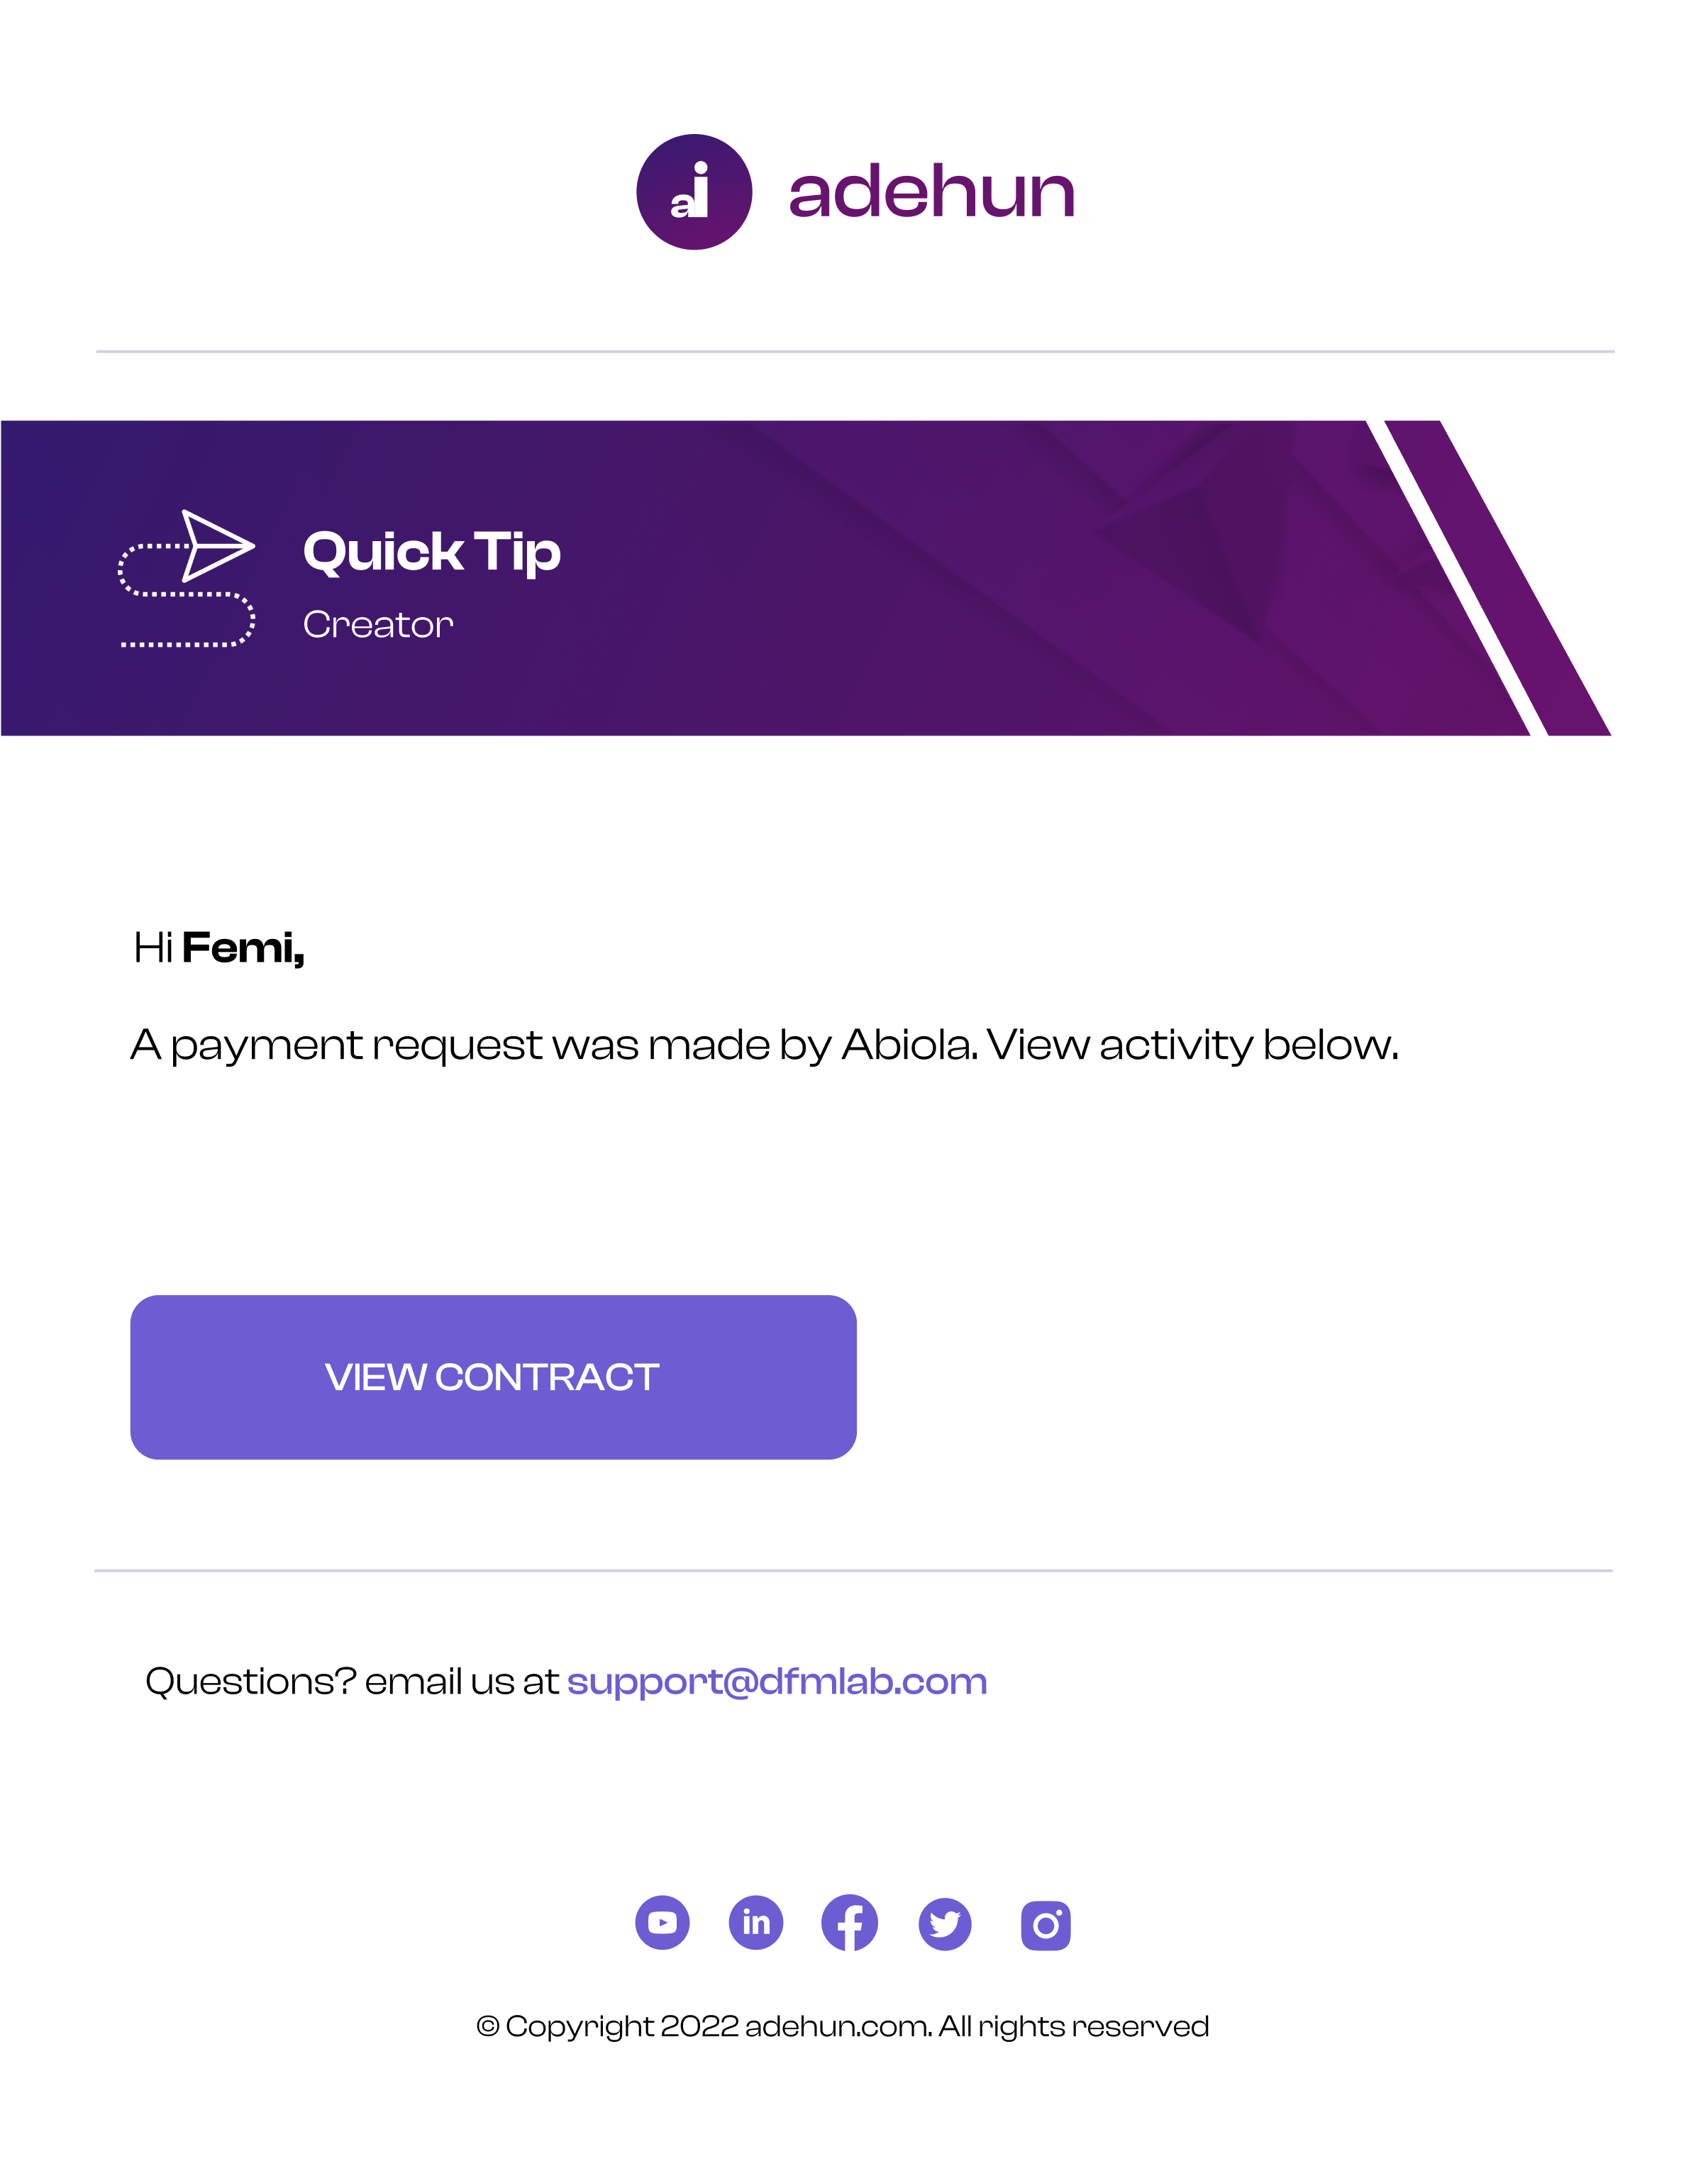 ai adehun
Quick Tip
Creator
Hi Femi,
A payment request was made by Abiola. View activity below.
VIEW CONTRACT
Questions? email us at support@dfmlab.com
in
© Copyright 2022 adehun.com. All rights reserved